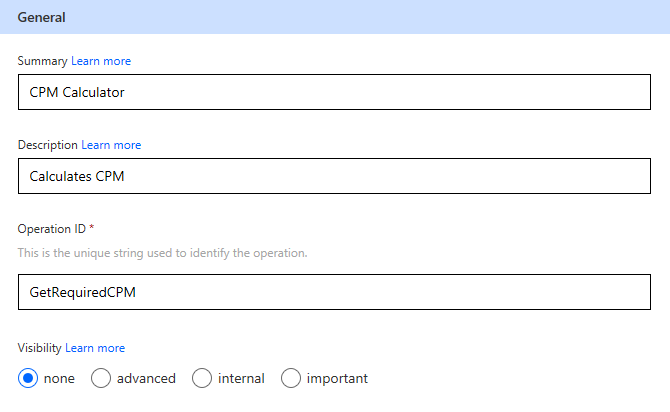 General
Summary Learn more
CPM Calculator
Description Learn more
Calculates CPM
Operation ID *
This is the unique string used to identify the operation.
GetRequiredCPM
Visibility Learn more
none advanced internal important